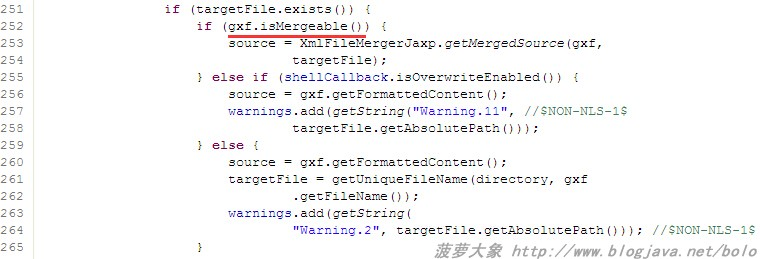 251 if (targetFile.exists()) {
252 if (gxf.isMergeable()) {
253 source = XmlFileMergerJaxp.getMergedSource(gxf,
254 targetFile);
255 } else if (shellCallback.isOverwriteEnabled()) {
256 source = gxf.getFormattedContent();
257 warnings.add(getString("Warning.11", //$NON-NLS-1$
258 targetFile.getAbsolutePath()));
259 } else {
260 source = gxf.getFormattedContent();
261 targetFile = getUniqueFileName(directory, gxf
262 .getFileName());
263 warnings.add(getString(
264 "Warning.2", targetFile.getAbsolutePath())); //$NON-NLS-1$
265 }
菠萝大象 http://www.blogjava.net/bolo